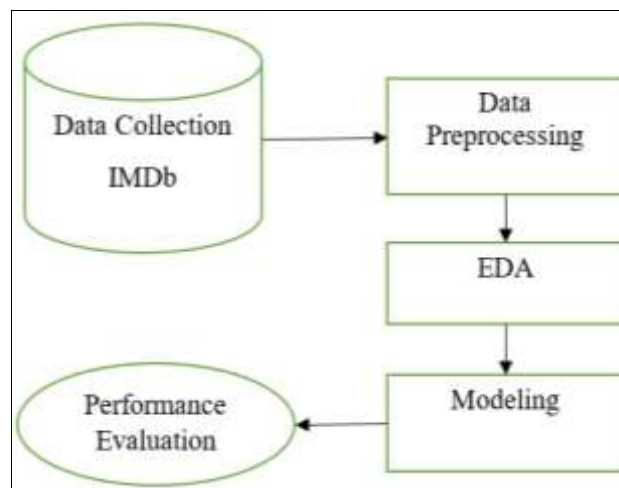 Data Collection
IMDb
Data
Preprocessing
EDA
Modeling
Performance
Evaluation